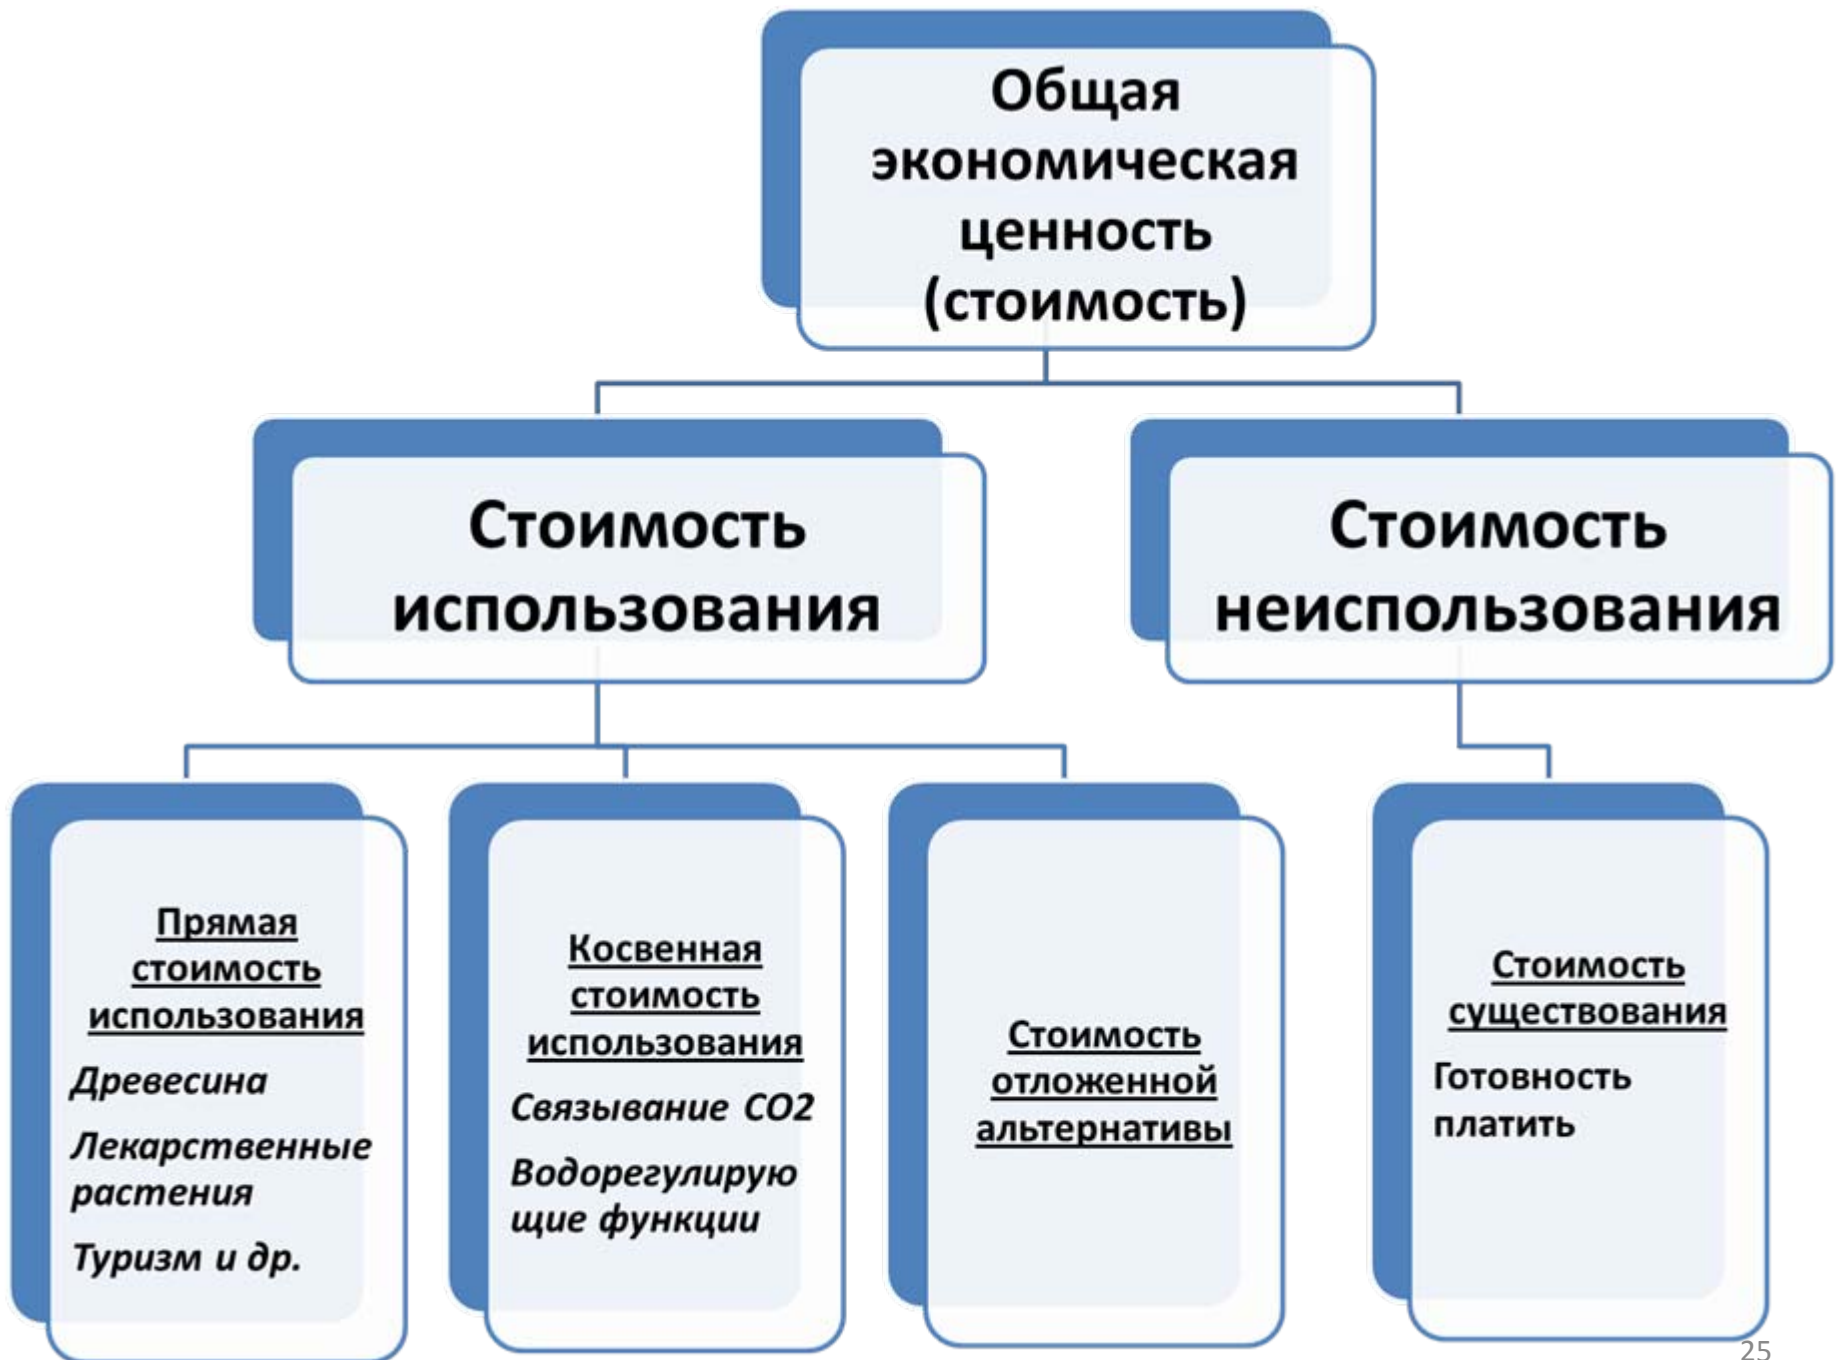 Общая
экономическая
ценность
(стоимость)
Стоимость
использования
Стоимость
неиспользования
Прямая
стоимость
использования
Древесина
Лекарственные
растения
Туризм и др.
Косвенная
стоимость
использования
Связывание СО2
Водорегулирую
щие функции
Стоимость
отложенной
альтернативы
Стоимость
существования
Готовность
платить
25